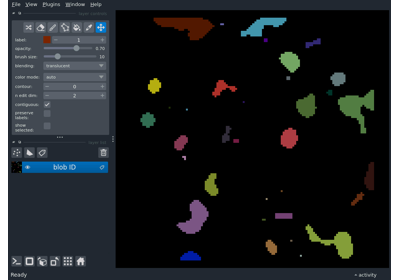 File View Plugins Window Help
label: 1
opacity: 0.70
brush size: 10
blending: translucent
color mode: auto
contour: 0
n edit dim: 2
contiguous:
preserve labels:
show selected:
blob ID
Ready
activity